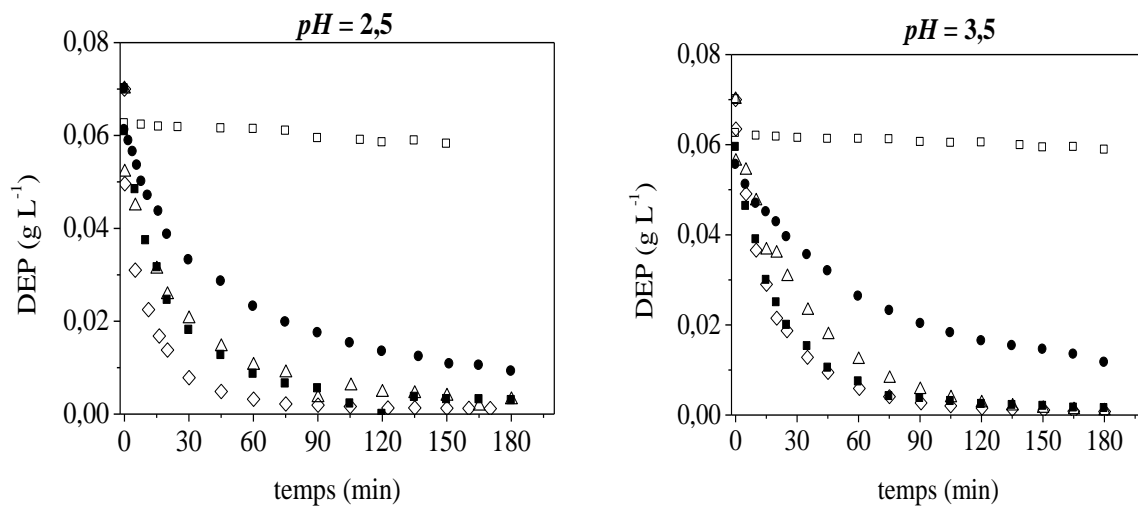 pH = 2,5
0,08
0,06
0,04
0,02
0,00
DEP (g L-1)
0 30 60 90 120 150 180
temps (min)
pH = 3,5
0,08
0,06
0,04
0,02
0,00
DEP (g L-1)
0 30 60 90 120 150 180
temps (min)